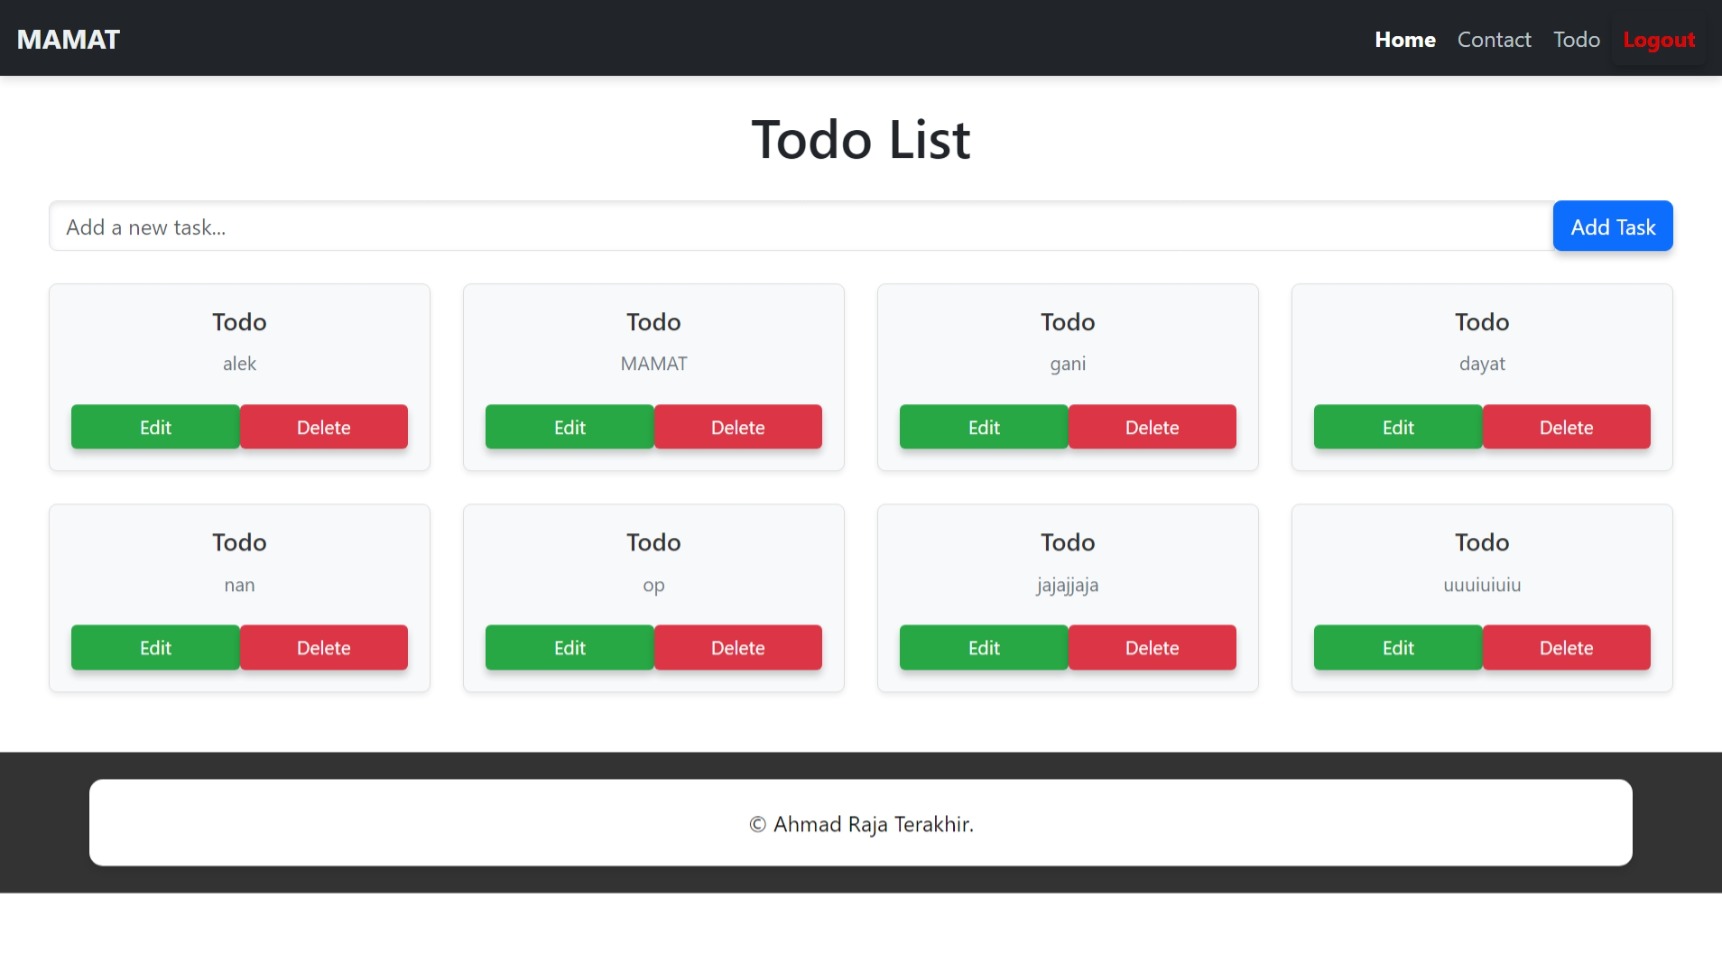 MAMAT
Home Contact Todo Logout
Todo List
Add a new task...
Add Task
Todo
alek
Edit
Delete
Todo
MAMAT
Edit
Delete
Todo
gani
Edit
Delete
Todo
dayat
Edit
Delete
Todo
nan
Edit
Delete
Todo
op
Edit
Delete
Todo
jajajjaja
Edit
Delete
Todo
uuuiuiuiu
Edit
Delete
© Ahmad Raja Terakhir.